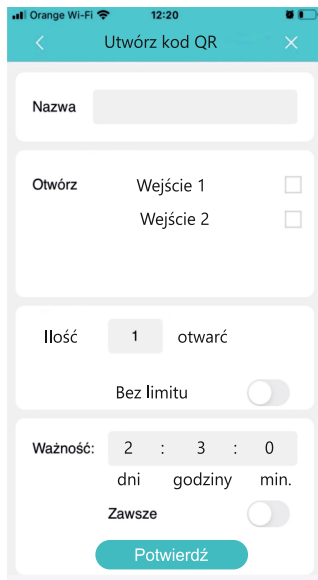 Orange Wi-Fi 12:20
Utwórz kod QR
Nazwa
Otwórz Wejście 1
Wejście 2
Ilość 1 otwarć
Bez limitu
Ważność: 2 : 3 : 0
dni godziny min.
Zawsze
Potwierdź